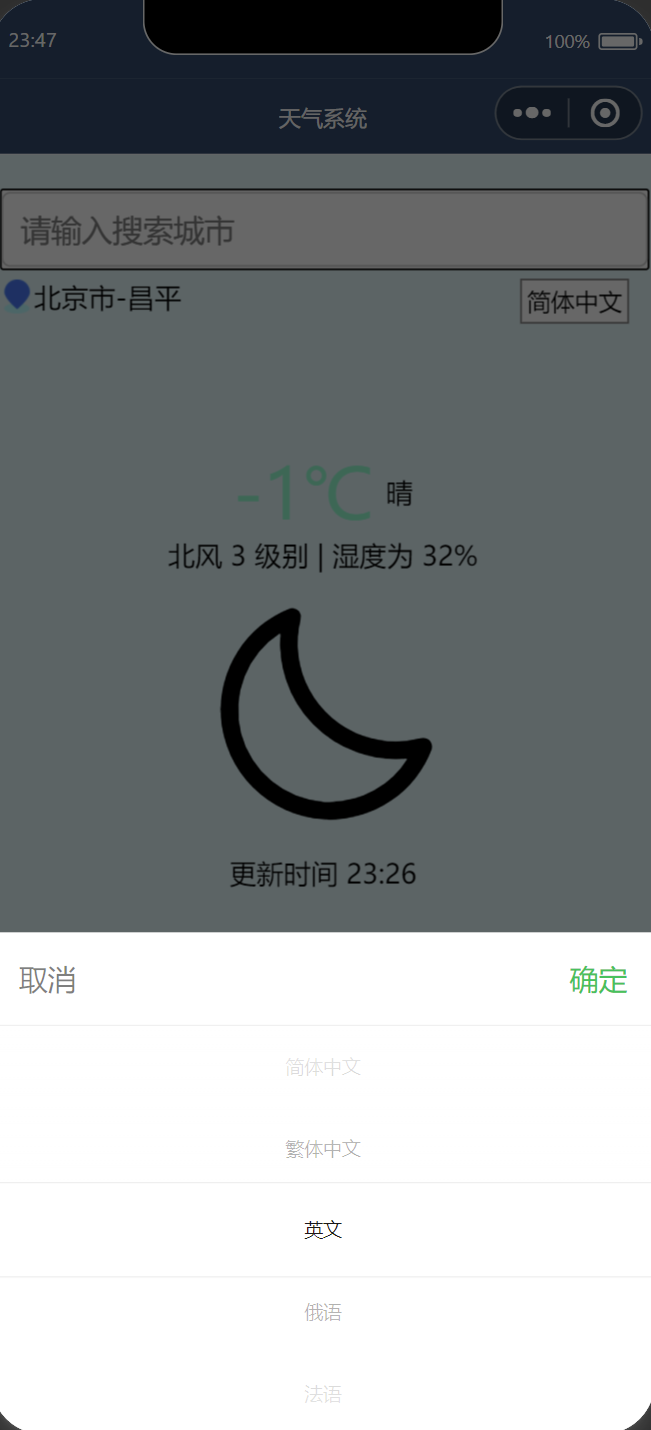 23:47
100%
天气系统
请输入搜索城市
北京市-昌平
简体中文
-1℃ 晴
北风 3 级别 | 湿度为 32%
更新时间 23:26
取消
确定
简体中文
繁体中文
英文
俄语
法语